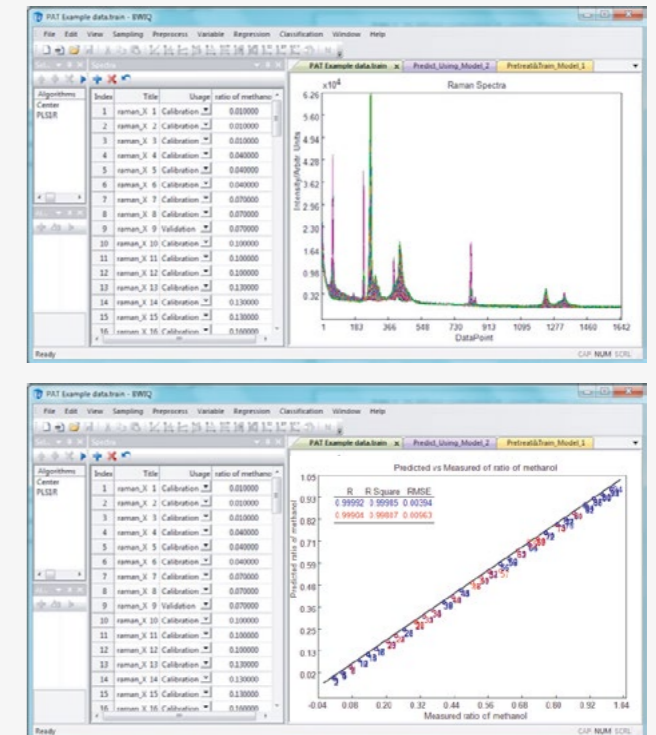 PAT Example data.train - BWIQ
File Edit View Sampling Preprocess Variable Regression Classification Window Help
Spectra
PAT Example data.train x Predict_Using_Model_2 Pretreat&Train_Model_1
Algorithms
Center
PLS1R
Index Title Usage ratio of methano
1 raman_X 1 Calibration 0.010000
2 raman_X 2 Calibration 0.010000
3 raman_X 3 Calibration 0.010000
4 raman_X 4 Calibration 0.040000
5 raman_X 5 Calibration 0.040000
6 raman_X 6 Calibration 0.040000
7 raman_X 7 Calibration 0.070000
8 raman_X 8 Calibration 0.070000
9 raman_X 9 Validation 0.070000
10 raman_X 10 Calibration 0.100000
11 raman_X 11 Calibration 0.100000
12 raman_X 12 Calibration 0.100000
13 raman_X 13 Calibration 0.130000
14 raman_X 14 Calibration 0.130000
15 raman_X 15 Calibration 0.130000
16 raman_X 16 Calibration 0.160000
Raman Spectra
x10⁴
Intensity/Arbitr Units
6.26
5.60
4.94
4.28
3.62
2.96
2.30
1.64
0.98
0.32
1 183 366 548 730 913 1095 1277 1460 1642
DataPoint
Ready
CAP NUM SCRL
PAT Example data.train - BWIQ
File Edit View Sampling Preprocess Variable Regression Classification Window Help
Spectra
PAT Example data.train x Predict_Using_Model_2 Pretreat&Train_Model_1
Algorithms
Center
PLS1R
Index Title Usage ratio of methano
1 raman_X 1 Calibration 0.010000
2 raman_X 2 Calibration 0.010000
3 raman_X 3 Calibration 0.010000
4 raman_X 4 Calibration 0.040000
5 raman_X 5 Calibration 0.040000
6 raman_X 6 Calibration 0.040000
7 raman_X 7 Calibration 0.070000
8 raman_X 8 Calibration 0.070000
9 raman_X 9 Validation 0.070000
10 raman_X 10 Calibration 0.100000
11 raman_X 11 Calibration 0.100000
12 raman_X 12 Calibration 0.100000
13 raman_X 13 Calibration 0.130000
14 raman_X 14 Calibration 0.130000
15 raman_X 15 Calibration 0.130000
16 raman_X 16 Calibration 0.160000
Predicted vs Measured of ratio of methanol
R R Square RMSE
0.99992 0.99985 0.00394
Predicted ratio of methanol
1.05
0.93
0.82
0.71
0.59
0.48
0.36
0.25
0.13
0.02
-0.04 0.08 0.20 0.32 0.44 0.56 0.68 0.80 0.92 1.04
Measured ratio of methanol
Ready
CAP NUM SCRL